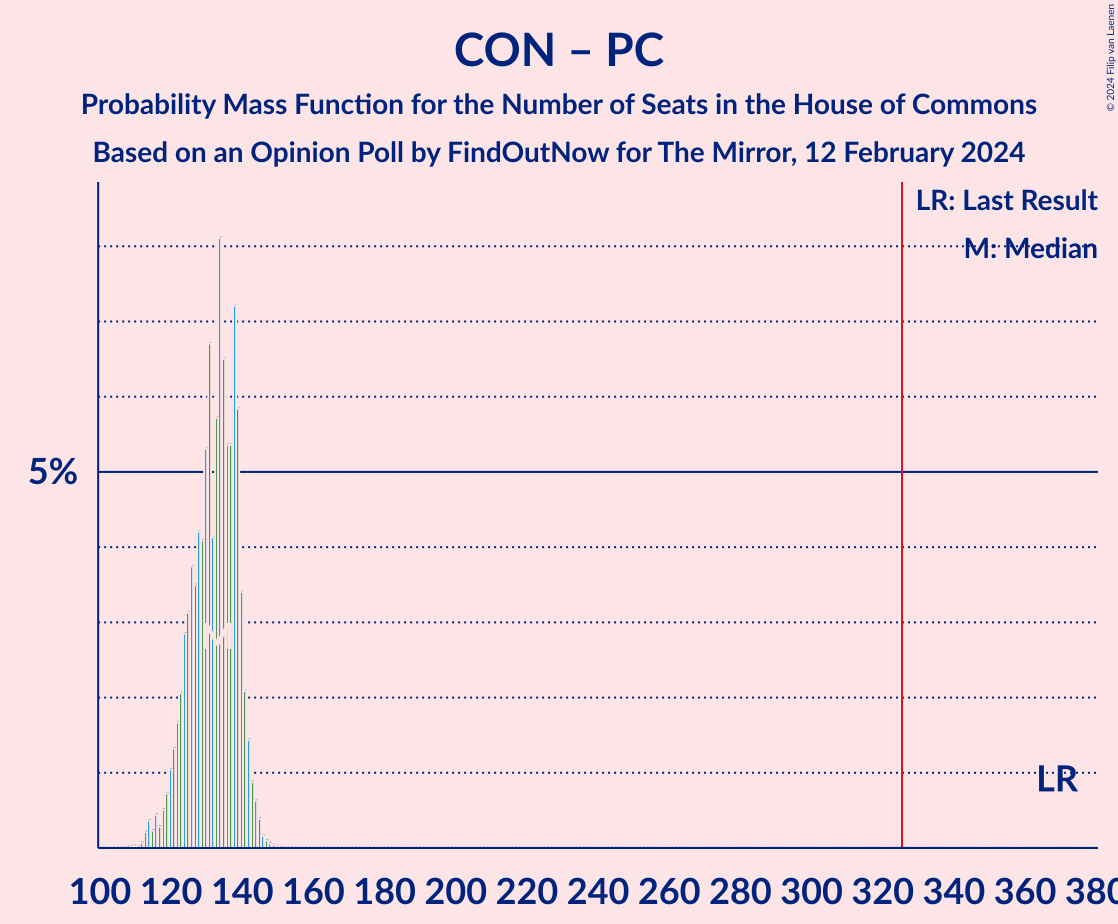 CON – PC
Probability Mass Function for the Number of Seats in the House of Commons
Based on an Opinion Poll by FindOutNow for The Mirror, 12 February 2024
© 2024 Filip van Laenen
LR: Last Result
M: Median
5%
LR
100 120 140 160 180 200 220 240 260 280 300 320 340 360 380